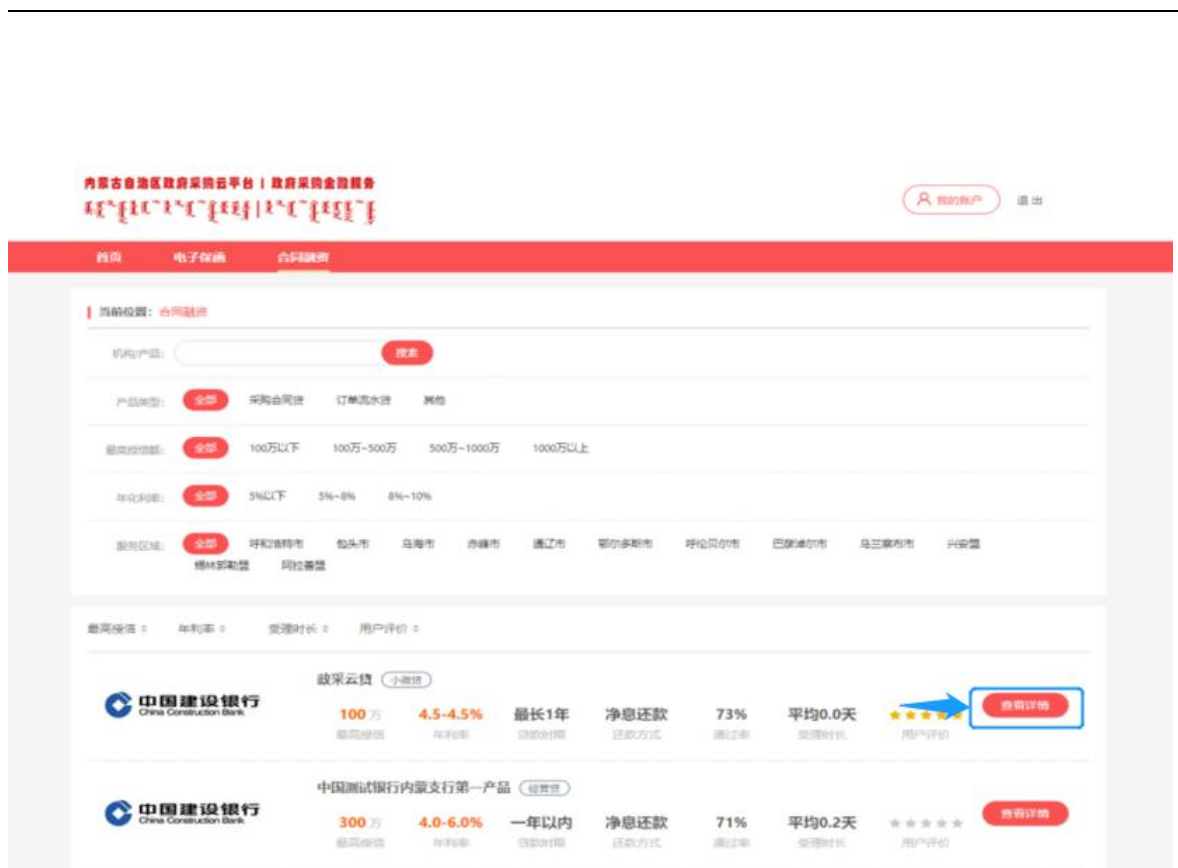 内蒙古自治区政府采购云平台 | 政府采购金融服务
我的账户 退出
首页 电子保函 合同融资
当前位置：合同融资
机构/产品: 搜索
产品类型: 全部 采购合同贷 订单流水贷 其他
最高授信额: 全部 100万以下 100万~500万 500万~1000万 1000万以上
年化利率: 全部 5%以下 5%~8% 8%~10%
服务区域: 全部 呼和浩特市 包头市 乌海市 赤峰市 通辽市 鄂尔多斯市 呼伦贝尔市 巴彦淖尔市 乌兰察布市 兴安盟
锡林郭勒盟 阿拉善盟
最高授信 年利率 受理时长 用户评价
政采云贷 小微贷
中国建设银行
China Construction Bank
100万 4.5-4.5% 最长1年 净息还款 73% 平均0.0天 查看详情
最高授信 年利率 贷款时限 还款方式 通过率 受理时长 用户评价
中国测试银行内蒙支行第一产品 经营贷
中国建设银行
China Construction Bank
300万 4.0-6.0% 一年以内 净息还款 71% 平均0.2天 查看详情
最高授信 年利率 贷款时限 还款方式 通过率 受理时长 用户评价